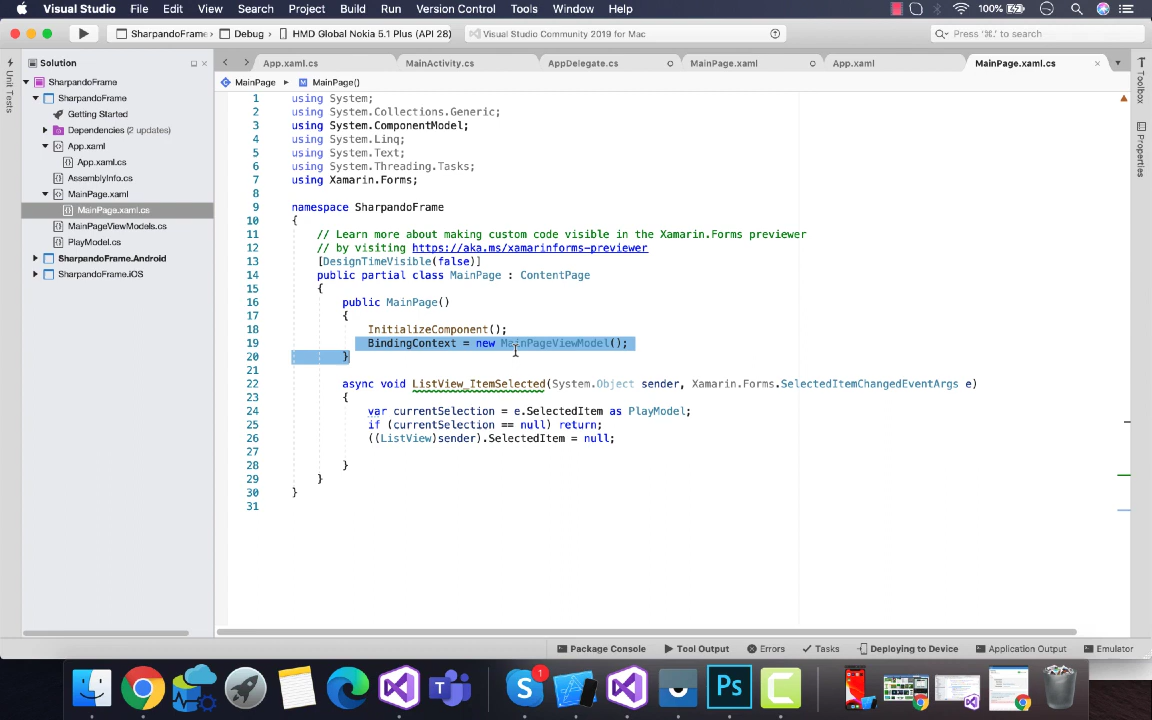 Visual Studio File Edit View Search Project Build Run Version Control Tools Window Help 100%
SharpandoFrame Debug HMD Global Nokia 5.1 Plus (API 28) Visual Studio Community 2019 for Mac Press '⌘.' to search
Solution
App.xaml.cs MainActivity.cs AppDelegate.cs MainPage.xaml App.xaml MainPage.xaml.cs
Unit Tests
Toolbox
Properties
SharpandoFrame
SharpandoFrame
Getting Started
Dependencies (2 updates)
App.xaml
App.xaml.cs
AssemblyInfo.cs
MainPage.xaml
MainPage.xaml.cs
MainPageViewModels.cs
PlayModel.cs
SharpandoFrame.Android
SharpandoFrame.iOS
MainPage MainPage()
1 using System;
2 using System.Collections.Generic;
3 using System.ComponentModel;
4 using System.Linq;
5 using System.Text;
6 using System.Threading.Tasks;
7 using Xamarin.Forms;
8
9 namespace SharpandoFrame
10 {
11 // Learn more about making custom code visible in the Xamarin.Forms previewer
12 // by visiting https://aka.ms/xamarinforms-previewer
13 [DesignTimeVisible(false)]
14 public partial class MainPage : ContentPage
15 {
16 public MainPage()
17 {
18 InitializeComponent();
19 BindingContext = new MainPageViewModel();
20 }
21
22 async void ListView_ItemSelected(System.Object sender, Xamarin.Forms.SelectedItemChangedEventArgs e)
23 {
24 var currentSelection = e.SelectedItem as PlayModel;
25 if (currentSelection == null) return;
26 ((ListView)sender).SelectedItem = null;
27
28 }
29 }
30 }
31
Package Console Tool Output Errors Tasks Deploying to Device Application Output Emulator
1
Ps